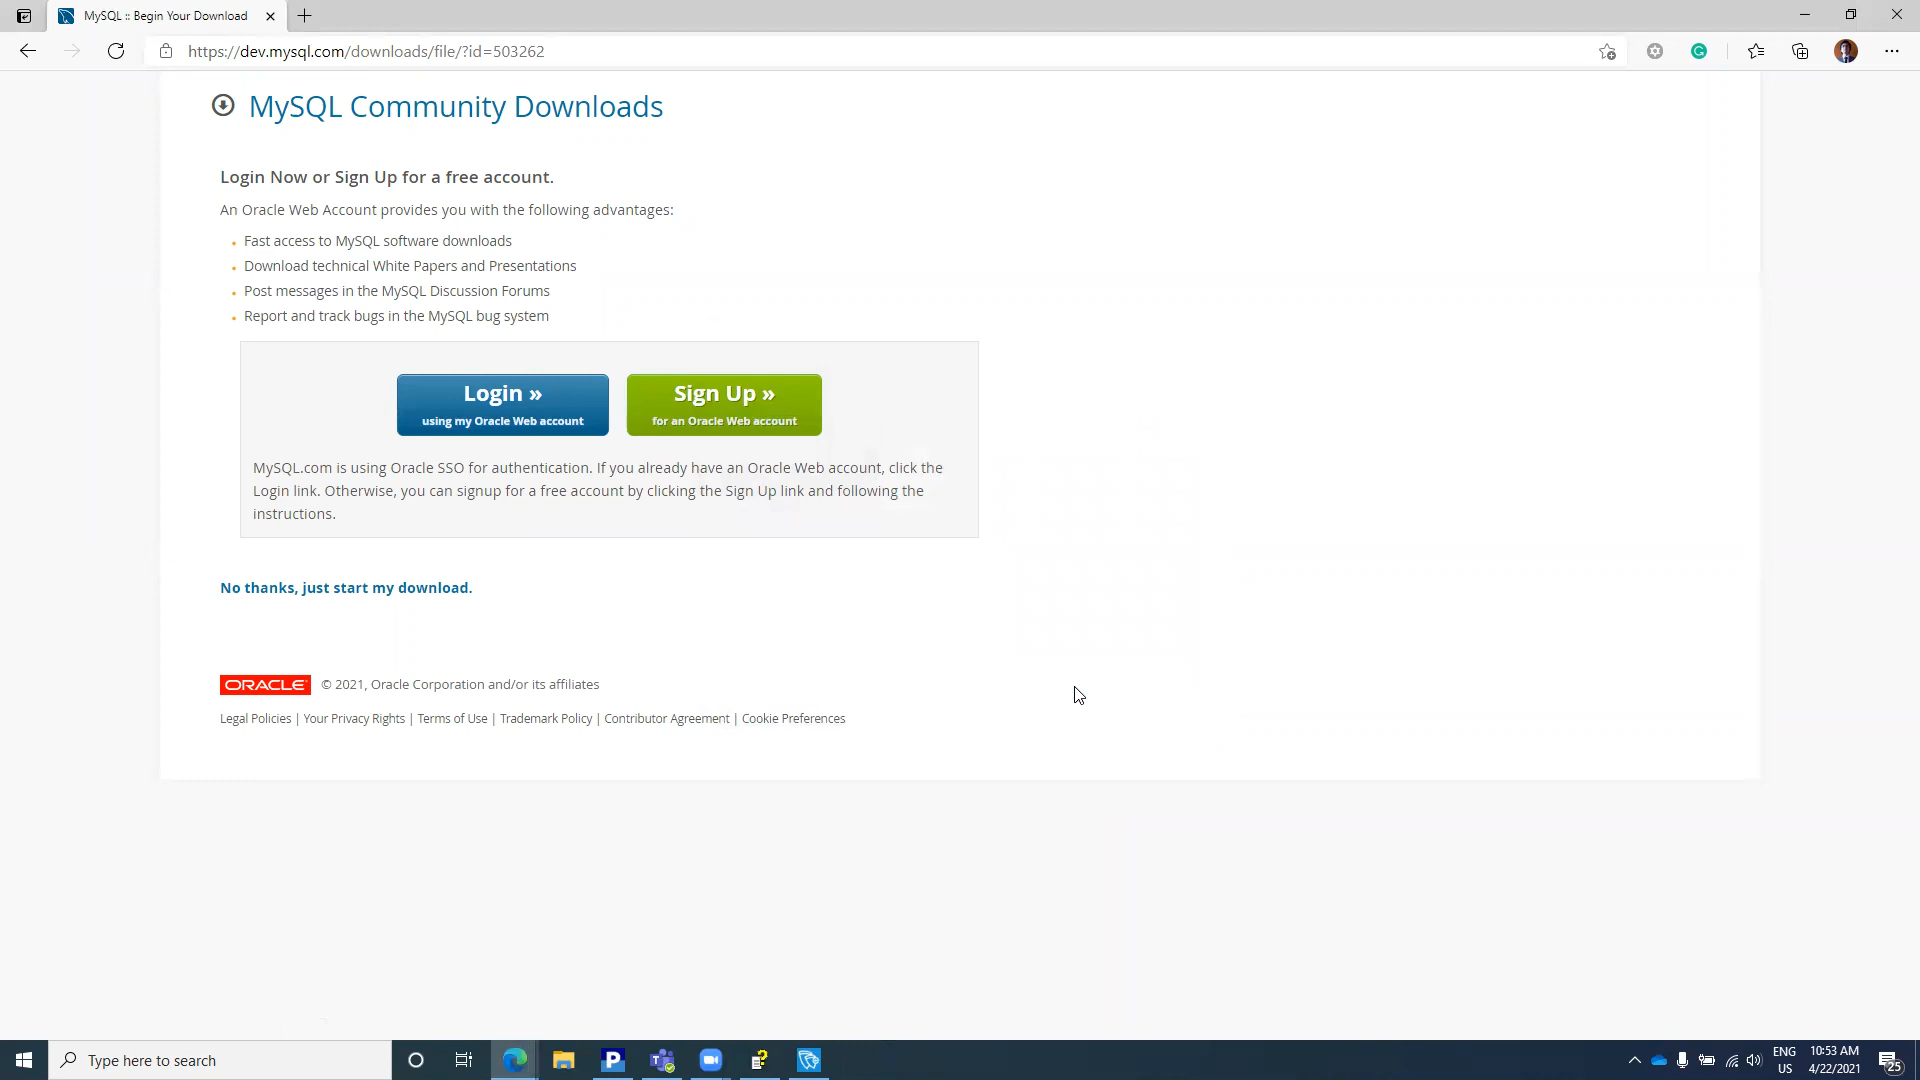 MySQL :: Begin Your Download
https://dev.mysql.com/downloads/file/?id=503262
MySQL Community Downloads
Login Now or Sign Up for a free account.
An Oracle Web Account provides you with the following advantages:
Fast access to MySQL software downloads
Download technical White Papers and Presentations
Post messages in the MySQL Discussion Forums
Report and track bugs in the MySQL bug system
Login »
using my Oracle Web account
Sign Up »
for an Oracle Web account
MySQL.com is using Oracle SSO for authentication. If you already have an Oracle Web account, click the
Login link. Otherwise, you can signup for a free account by clicking the Sign Up link and following the
instructions.
No thanks, just start my download.
ORACLE © 2021, Oracle Corporation and/or its affiliates
Legal Policies | Your Privacy Rights | Terms of Use | Trademark Policy | Contributor Agreement | Cookie Preferences
Type here to search
ENG
US
10:53 AM
4/22/2021
25